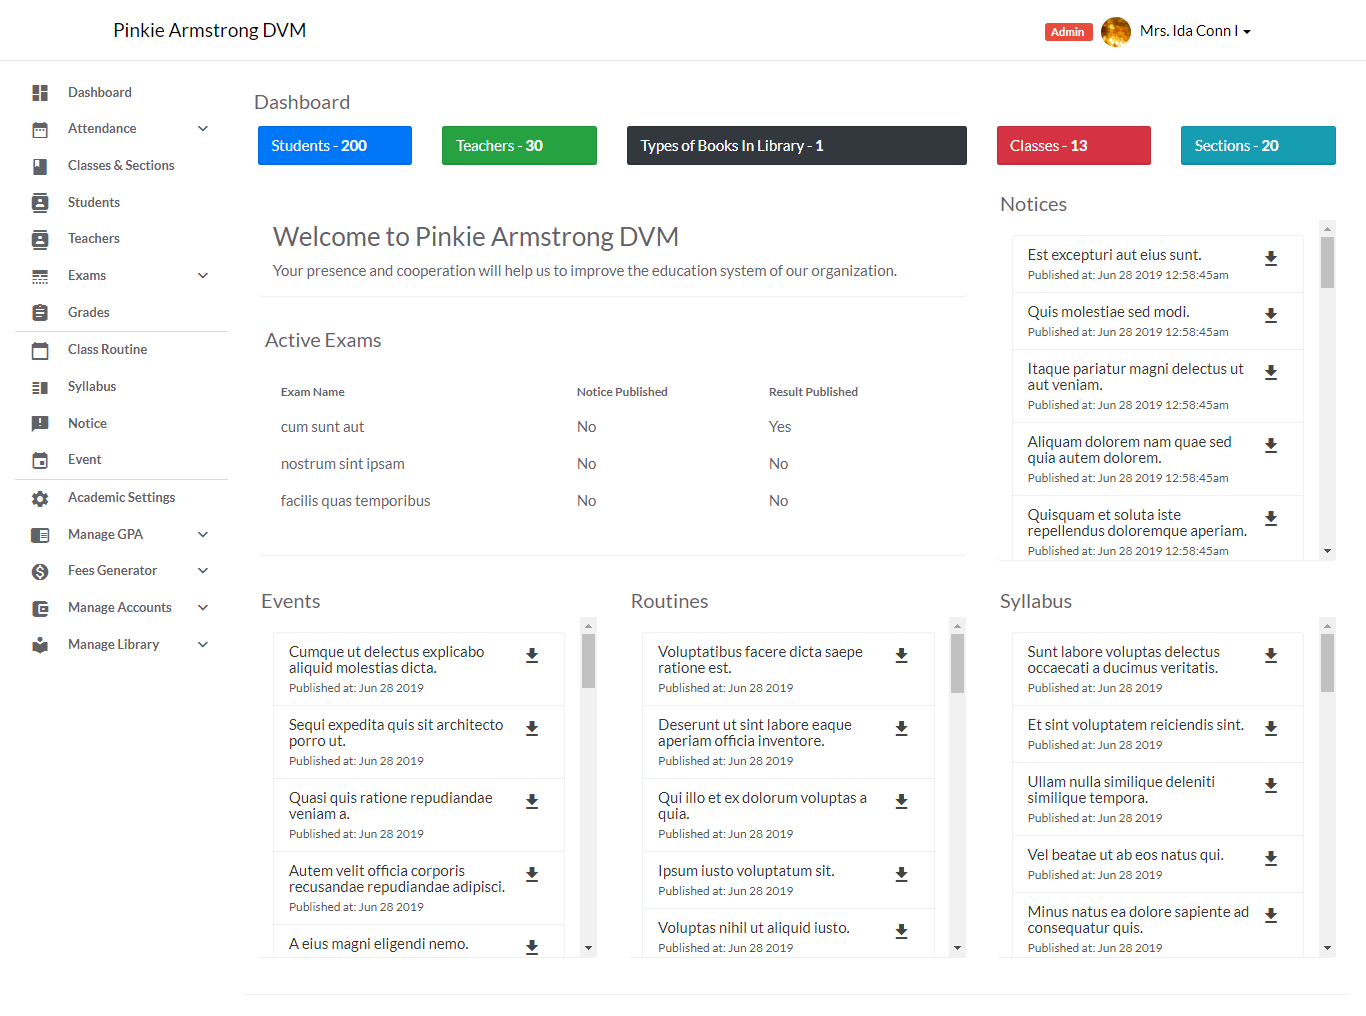 Pinkie Armstrong DVM
Admin
Mrs. Ida Conn I
Dashboard
Attendance
Classes & Sections
Students
Teachers
Exams
Grades
Class Routine
Syllabus
Notice
Event
Academic Settings
Manage GPA
Fees Generator
Manage Accounts
Manage Library
Dashboard
Students - 200
Teachers - 30
Types of Books In Library - 1
Classes - 13
Sections - 20
Welcome to Pinkie Armstrong DVM
Your presence and cooperation will help us to improve the education system of our organization.
Active Exams
Exam Name Notice Published Result Published
cum sunt aut No Yes
nostrum sint ipsam No No
facilis quas temporibus No No
Notices
Est excepturi aut eius sunt.
Published at: Jun 28 2019 12:58:45am
Quis molestiae sed modi.
Published at: Jun 28 2019 12:58:45am
Itaque pariatur magni delectus ut
aut veniam.
Published at: Jun 28 2019 12:58:45am
Aliquam dolorem nam quae sed
quia autem dolorem.
Published at: Jun 28 2019 12:58:45am
Quisquam et soluta iste
repellendus doloremque aperiam.
Published at: Jun 28 2019 12:58:45am
Events
Cumque ut delectus explicabo
aliquid molestias dicta.
Published at: Jun 28 2019
Sequi expedita quis sit architecto
porro ut.
Published at: Jun 28 2019
Quasi quis ratione repudiandae
veniam a.
Published at: Jun 28 2019
Autem velit officia corporis
recusandae repudiandae adipisci.
Published at: Jun 28 2019
A eius magni eligendi nemo.
Routines
Voluptatibus facere dicta saepe
ratione est.
Published at: Jun 28 2019
Deserunt ut sint labore eaque
aperiam officia inventore.
Published at: Jun 28 2019
Qui illo et ex dolorum voluptas a
quia.
Published at: Jun 28 2019
Ipsum iusto voluptatum sit.
Published at: Jun 28 2019
Voluptas nihil ut aliquid iusto.
Published at: Jun 28 2019
Syllabus
Sunt labore voluptas delectus
occaecati a ducimus veritatis.
Published at: Jun 28 2019
Et sint voluptatem reiciendis sint.
Published at: Jun 28 2019
Ullam nulla similique deleniti
similique tempora.
Published at: Jun 28 2019
Vel beatae ut ab eos natus qui.
Published at: Jun 28 2019
Minus natus ea dolore sapiente ad
consequatur quis.
Published at: Jun 28 2019